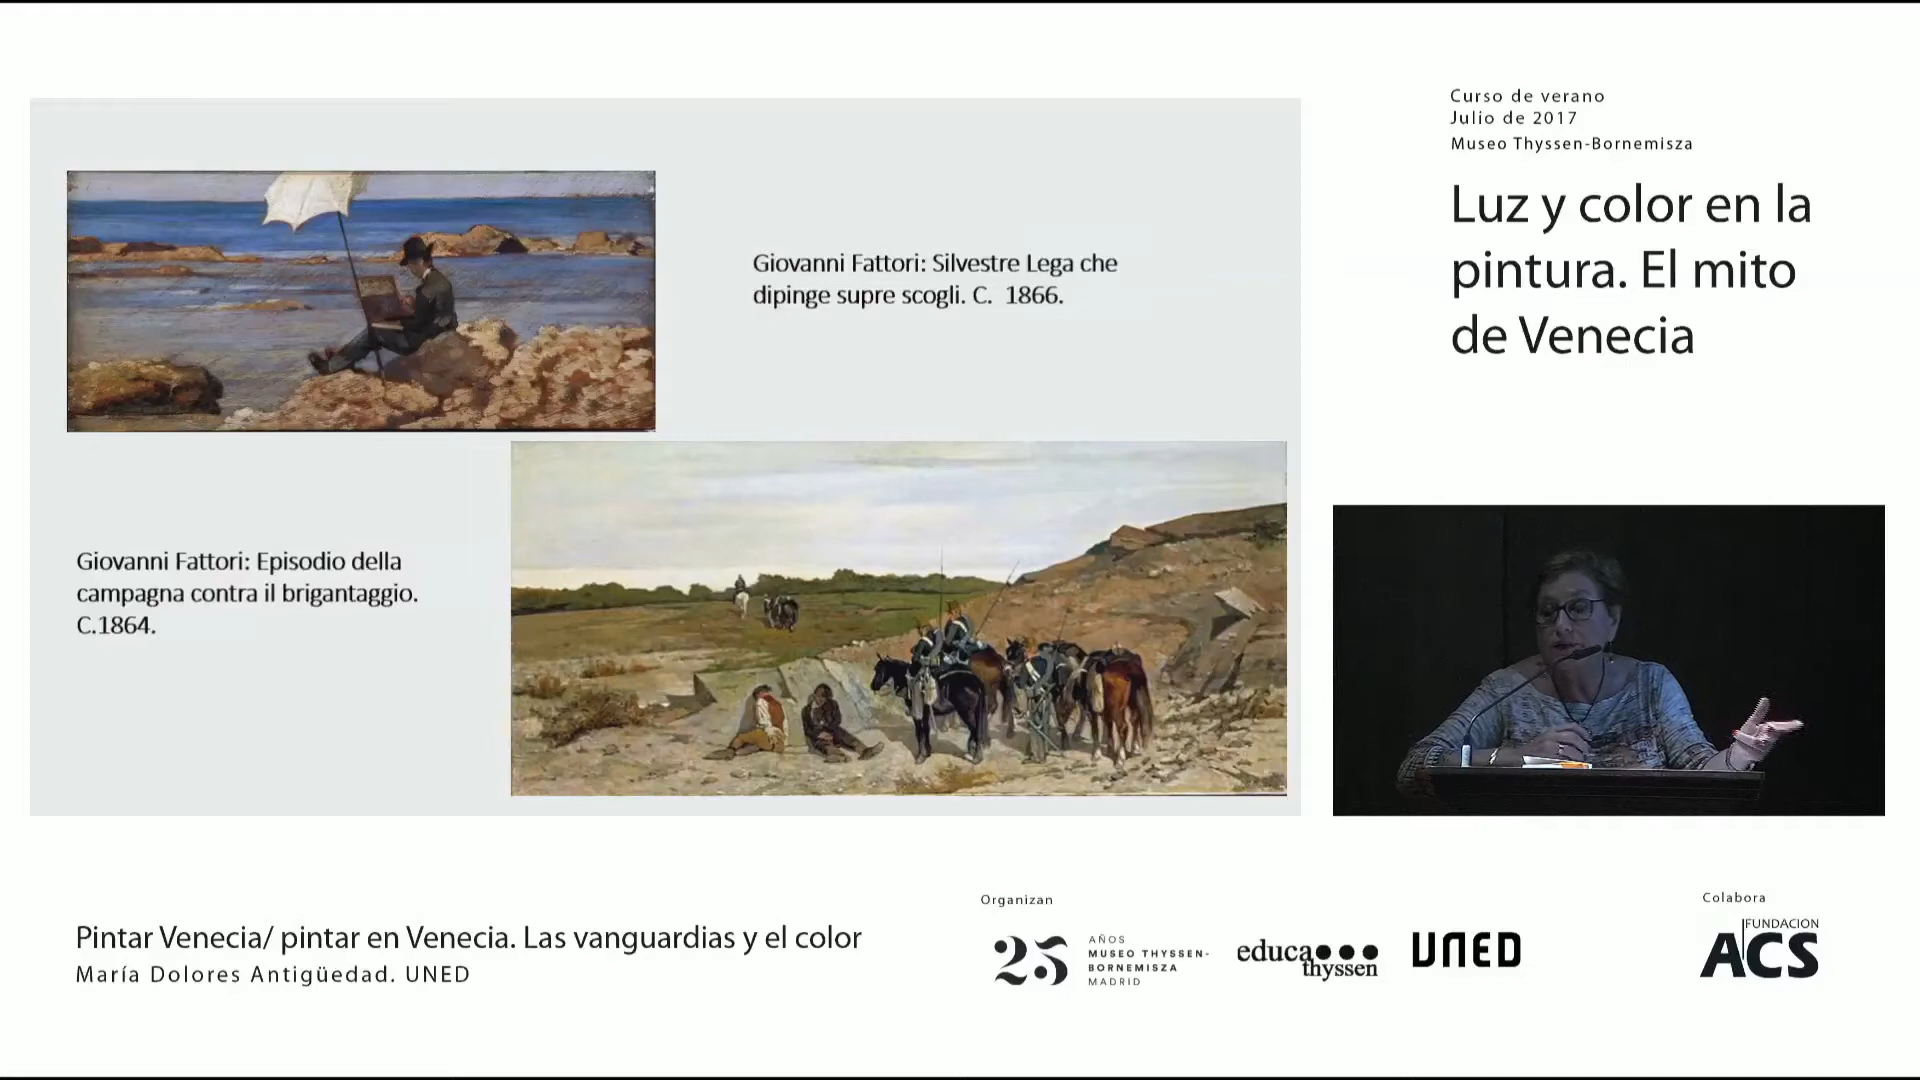 Curso de verano
Julio de 2017
Museo Thyssen-Bornemisza
Luz y color en la
pintura. El mito
de Venecia
Giovanni Fattori: Silvestre Lega che
dipinge supre scogli. C. 1866.
Giovanni Fattori: Episodio della
campagna contra il brigantaggio.
C.1864.
Pintar Venecia/ pintar en Venecia. Las vanguardias y el color
María Dolores Antigüedad. UNED
Organizan
25
AÑOS
MUSEO THYSSEN-
BORNEMISZA
MADRID
educa
thyssen
UNED
Colabora
FUNDACION
ACS